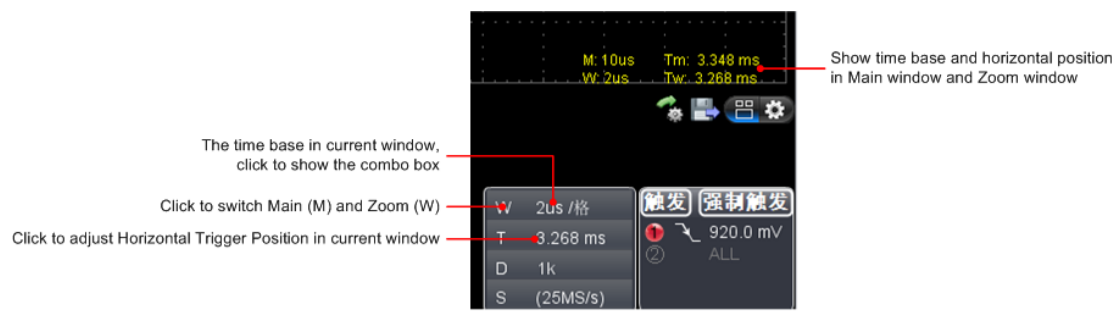 M: 10us Tm: 3.348 ms
W: 2us Tw: 3.268 ms
Show time base and horizontal position
in Main window and Zoom window
The time base in current window,
click to show the combo box
Click to switch Main (M) and Zoom (W)
Click to adjust Horizontal Trigger Position in current window
W 2us /格
T 3.268 ms
D 1k
S (25MS/s)
触发 强制触发
① 920.0 mV
② ALL